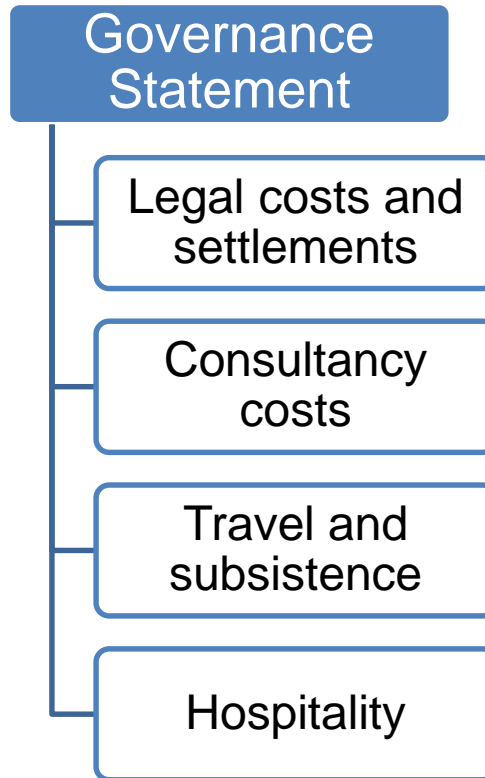 Governance
Statement
Legal costs and
settlements
Consultancy
costs
Travel and
subsistence
Hospitality